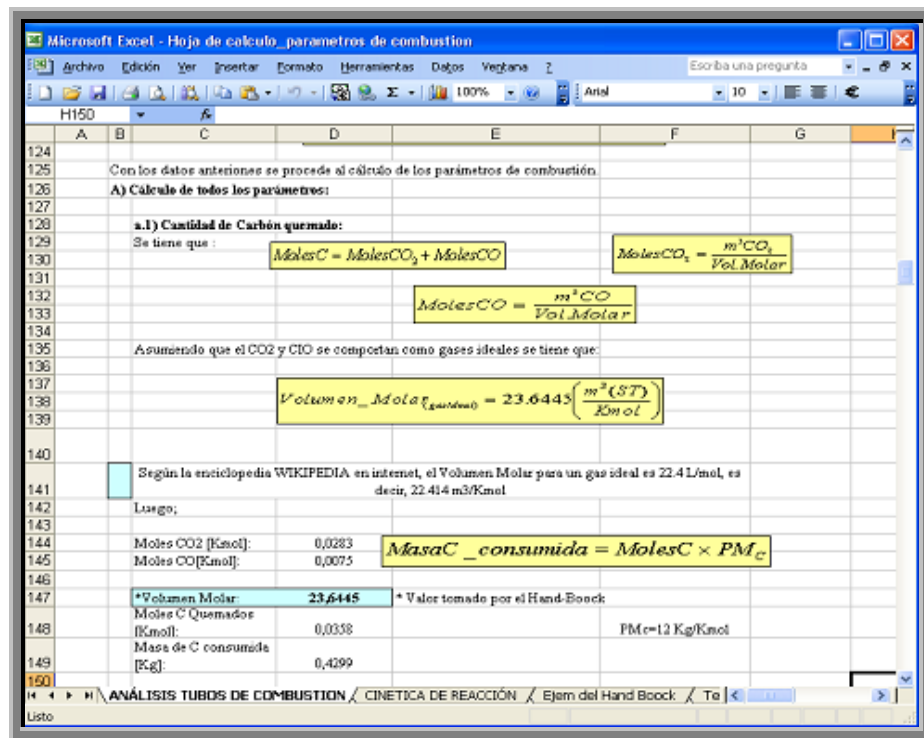 Microsoft Excel - Hoja de calculo_parametros de combustion
Archivo Edición Ver Insertar Formato Herramientas Datos Ventana ? Escriba una pregunta
100% Arial 10
H150 fx
A B C D E F G
124
125 Con los datos anteriones se procede al cálculo de los parámetros de combustión.
126 A) Cálculo de todos los parámetros:
127
128 a.1) Cantidad de Carbón quemado:
129 Se tiene que :
130 MolesC = MolesCO₂ + MolesCO MolesCO₂ = m³CO₂ / Vol.Molar
131
132
133 MolesCO = m³CO / Vol.Molar
134
135 Asumiendo que el CO2 y ClO se comportan como gases ideales se tiene que:
136
137
138 Volumen_Molar(gas ideal) = 23.6445 (m³(ST) / Kmol)
139
140
Según la enciclopedia WIKIPEDIA en internet, el Volumen Molar para un gas ideal es 22.4 L/mol, es
141 decir, 22.414 m3/Kmol
142 Luego;
143
144 Moles CO2 [Kmol]: 0,0283
145 Moles CO[Kmol]: 0,0075
MasaC_consumida = MolesC × PMC
146
147 *Volumen Molar: 23,6445 * Valor tomado por el Hand-Boock
Moles C Quemados
148 [Kmol]: 0,0358 PMc=12 Kg/Kmol
Masa de C consumida
149 [Kg]: 0,4299
150
ANÁLISIS TUBOS DE COMBUSTION / CINETICA DE REACCIÓN / Ejem del Hand Boock / Te
Listo